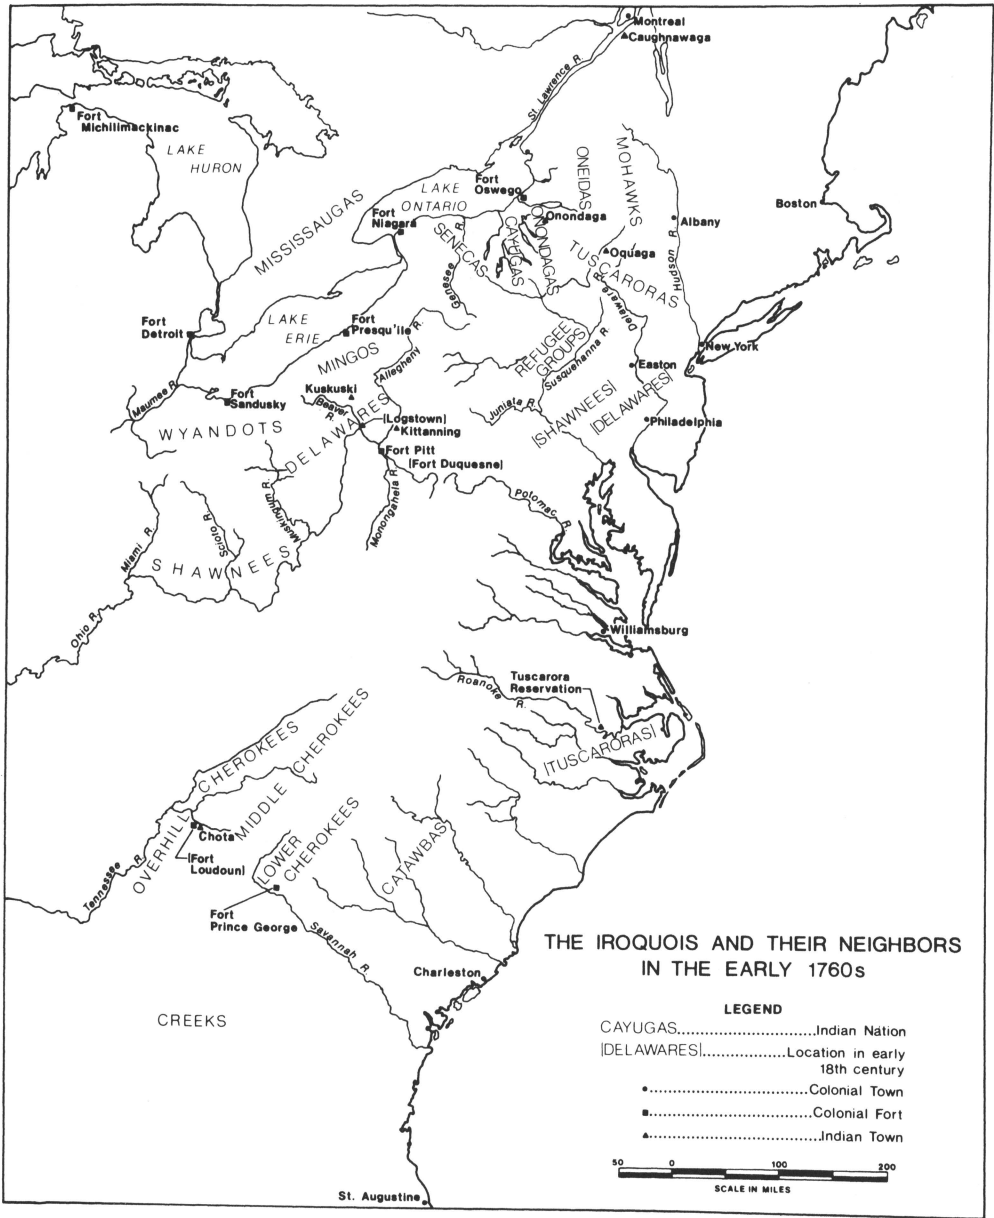 Montreal
Caughnawaga
St. Lawrence R.
Fort
Michilimackinac
LAKE
HURON
MISSISSAUGAS
LAKE
ONTARIO
Fort
Oswego
Fort
Niagara
ONEIDAS
MOHAWKS
Onondaga
ONONDAGAS
CAYUGAS
SENECAS
Genesee
R.
Oquaga
TUSCARORAS
Albany
Hudson R.
Boston
Delaware R.
Fort
Detroit
LAKE
ERIE
Fort
Presqu'ile
MINGOS
Allegheny R.
REFUGEE
GROUPS
Susquehanna R.
New York
Easton
Maumee R.
Fort
Sandusky
Kuskuski
Beaver
R.
WYANDOTS
DELAWARES
|Logstown|
Kittanning
Fort Pitt
|Fort Duquesne|
Juniata R.
|SHAWNEES|
|DELAWARES|
Philadelphia
Monongahela R.
Potomac R.
Muskingum R.
Scioto R.
Miami R.
SHAWNEES
Ohio R.
Williamsburg
Roanoke
R.
Tuscarora
Reservation
|TUSCARORAS|
OVERHILL CHEROKEES
MIDDLE CHEROKEES
Chota
|Fort
Loudoun|
Tennessee R.
LOWER
CHEROKEES
CATAWBAS
Fort
Prince George
Savannah R.
Charleston
CREEKS
St. Augustine
THE IROQUOIS AND THEIR NEIGHBORS
IN THE EARLY 1760s
LEGEND
CAYUGAS............................Indian Nation
|DELAWARES|.................Location in early
18th century
................................Colonial Town
.................................Colonial Fort
...................................Indian Town
50 0 100 200
SCALE IN MILES